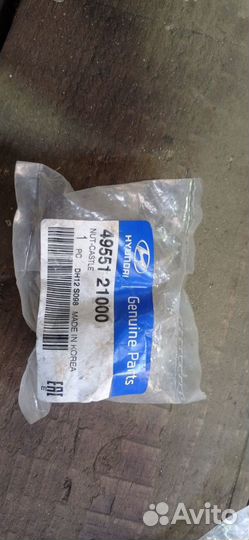 HYUNDAI
Genuine Parts
49551 21000
NUT-CASTLE
1 PC DH12 S098 MADE IN KOREA
EAC
Avito